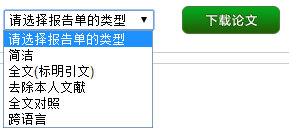 请选择报告单的类型
下载论文
请选择报告单的类型
简洁
全文(标明引文)
去除本人文献
全文对照
跨语言